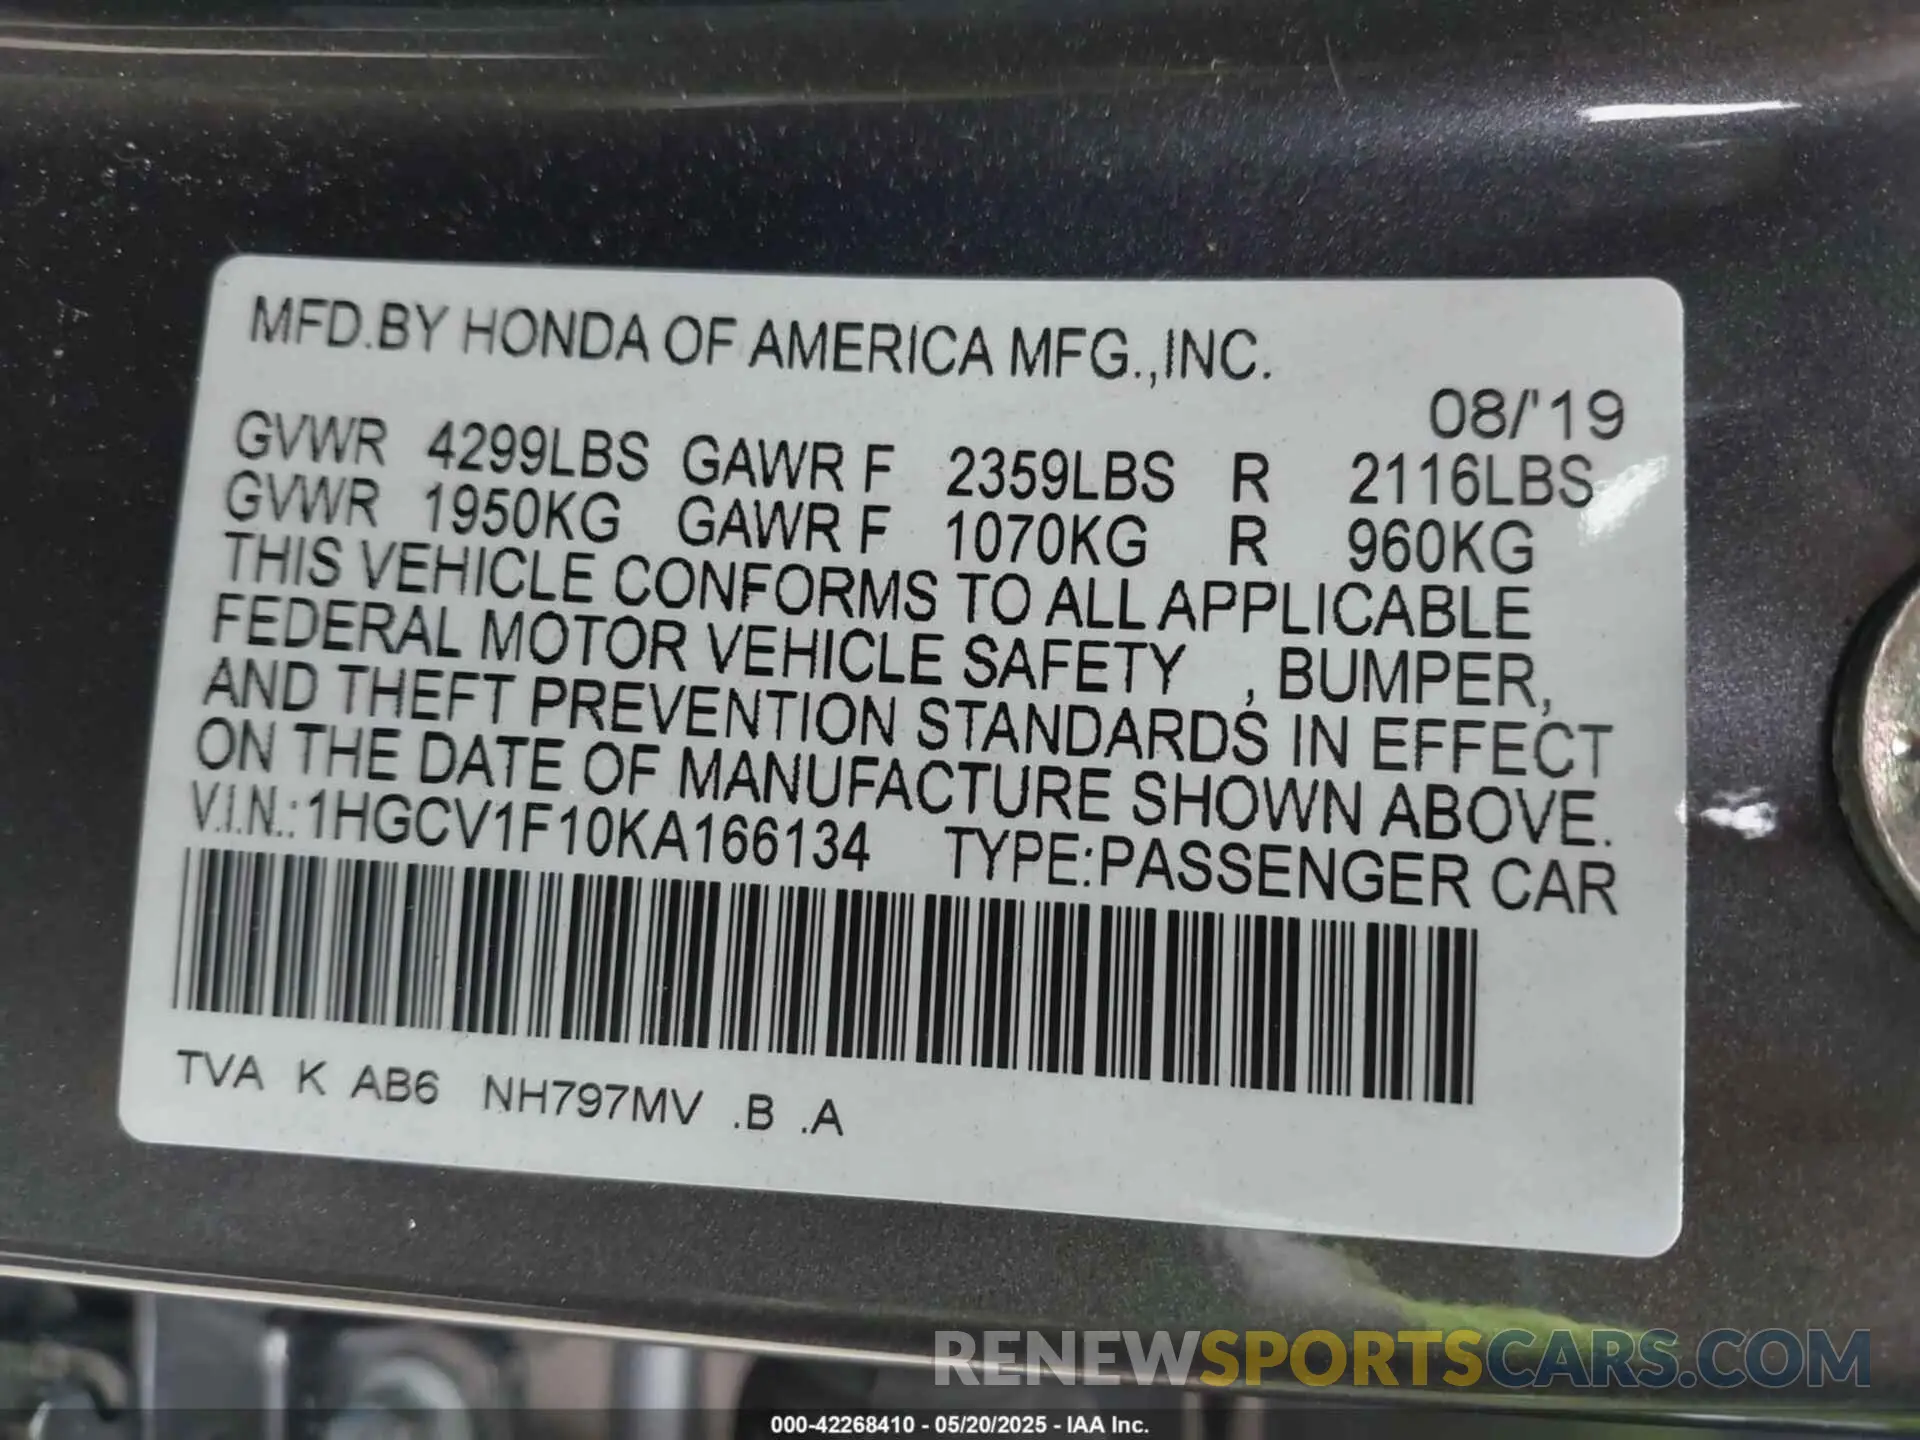 MFD.BY HONDA OF AMERICA MFG.,INC.
08/'19
GVWR 4299LBS GAWR F 2359LBS R 2116LBS
GVWR 1950KG GAWR F 1070KG R 960KG
THIS VEHICLE CONFORMS TO ALL APPLICABLE
FEDERAL MOTOR VEHICLE SAFETY , BUMPER,
AND THEFT PREVENTION STANDARDS IN EFFECT
ON THE DATE OF MANUFACTURE SHOWN ABOVE.
V.I.N.:1HGCV1F10KA166134 TYPE:PASSENGER CAR
TVA K AB6 NH797MV .B .A
RENEWSPORTSCARS.COM
000-42268410 - 05/20/2025 - IAA Inc.